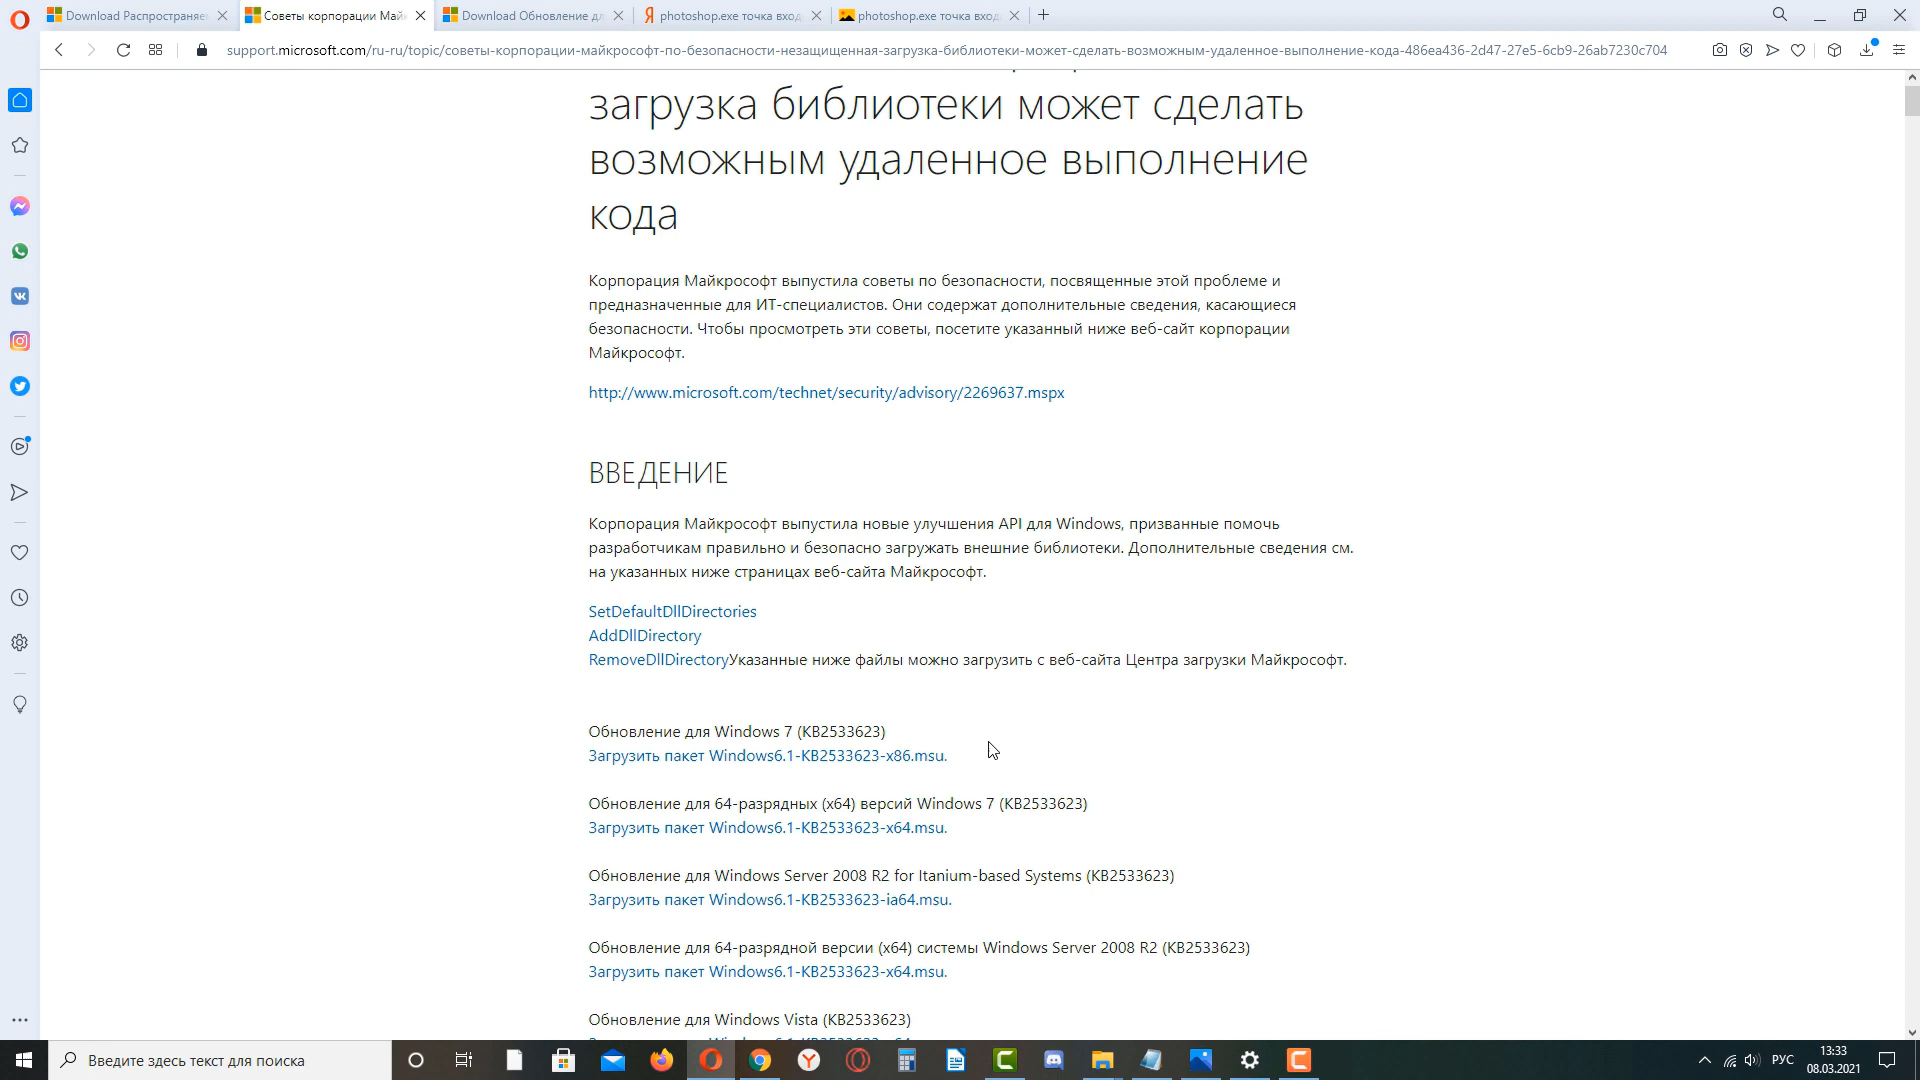 Download Распространяе
Советы корпорации Май
Download Обновление дл
photoshop.exe точка вход
photoshop.exe точка вход
support.microsoft.com/ru-ru/topic/советы-корпорации-майкрософт-по-безопасности-незащищенная-загрузка-библиотеки-может-сделать-возможным-удаленное-выполнение-кода-486ea436-2d47-27e5-6cb9-26ab7230c704
загрузка библиотеки может сделать
возможным удаленное выполнение
кода
Корпорация Майкрософт выпустила советы по безопасности, посвященные этой проблеме и
предназначенные для ИТ-специалистов. Они содержат дополнительные сведения, касающиеся
безопасности. Чтобы просмотреть эти советы, посетите указанный ниже веб-сайт корпорации
Майкрософт.
http://www.microsoft.com/technet/security/advisory/2269637.mspx
ВВЕДЕНИЕ
Корпорация Майкрософт выпустила новые улучшения API для Windows, призванные помочь
разработчикам правильно и безопасно загружать внешние библиотеки. Дополнительные сведения см.
на указанных ниже страницах веб-сайта Майкрософт.
SetDefaultDllDirectories
AddDllDirectory
RemoveDllDirectoryУказанные ниже файлы можно загрузить с веб-сайта Центра загрузки Майкрософт.
Обновление для Windows 7 (KB2533623)
Загрузить пакет Windows6.1-KB2533623-x86.msu.
Обновление для 64-разрядных (x64) версий Windows 7 (KB2533623)
Загрузить пакет Windows6.1-KB2533623-x64.msu.
Обновление для Windows Server 2008 R2 for Itanium-based Systems (KB2533623)
Загрузить пакет Windows6.1-KB2533623-ia64.msu.
Обновление для 64-разрядной версии (x64) системы Windows Server 2008 R2 (KB2533623)
Загрузить пакет Windows6.1-KB2533623-x64.msu.
Обновление для Windows Vista (KB2533623)
Введите здесь текст для поиска
РУС
13:33
08.03.2021